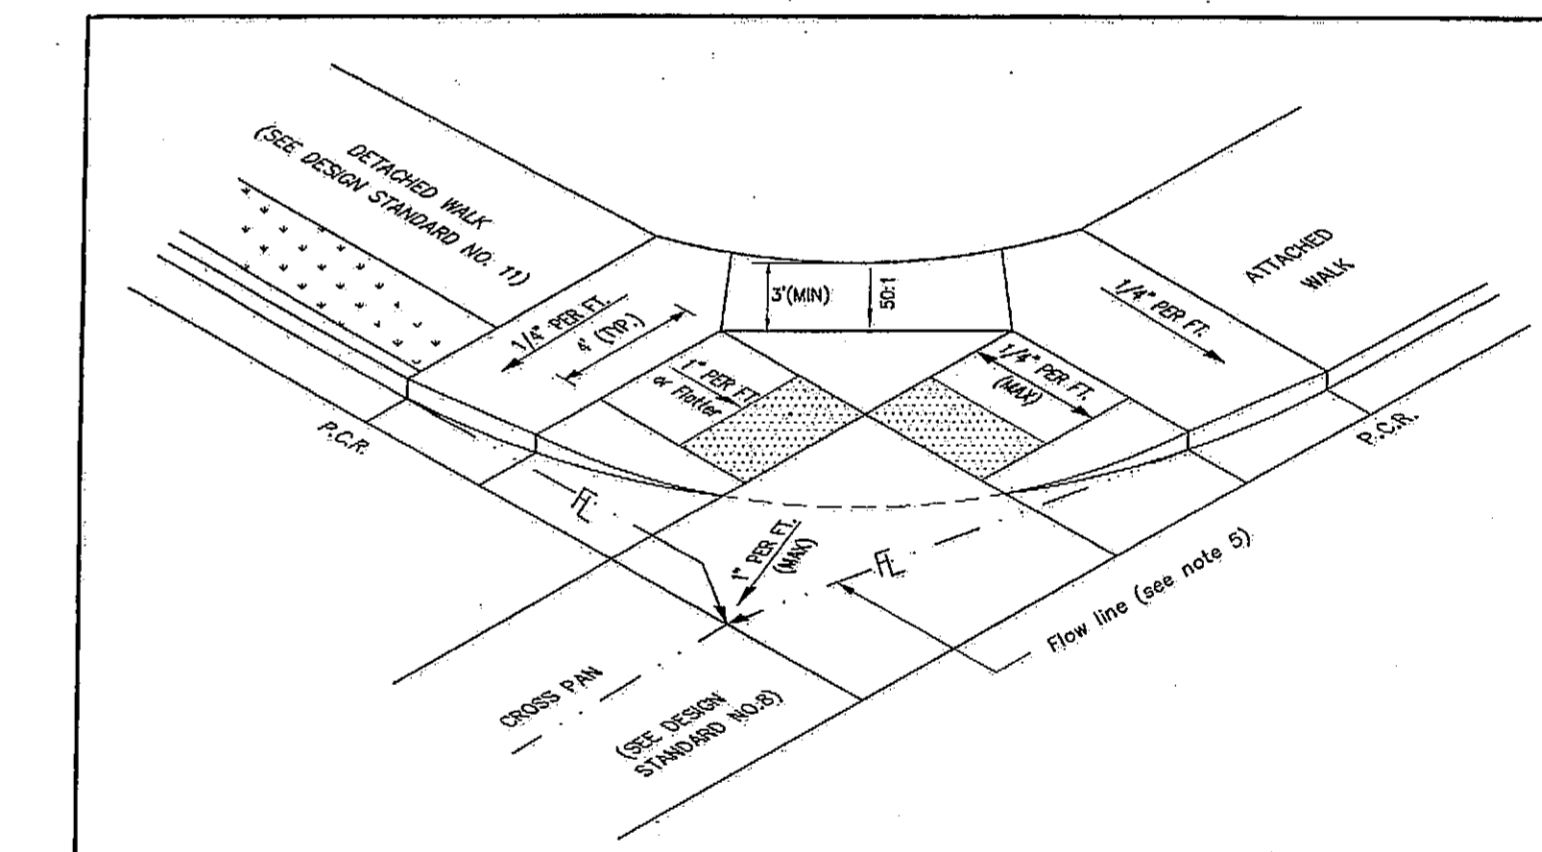 DETACHED WALK
(SEE DESIGN STANDARD NO. 11)
ATTACHED
WALK
1/4" PER FT.
4' (TYP.)
3'(MIN)
50:1
1/4" PER FT.
1" PER FT.
or Flatter
1/4" PER FT.
(MAX)
P.C.R.
P.C.R.
FL
1" PER FT.
(MAX)
FL
Flow line (see note 5)
CROSS PAN
(SEE DESIGN
STANDARD NO.8)